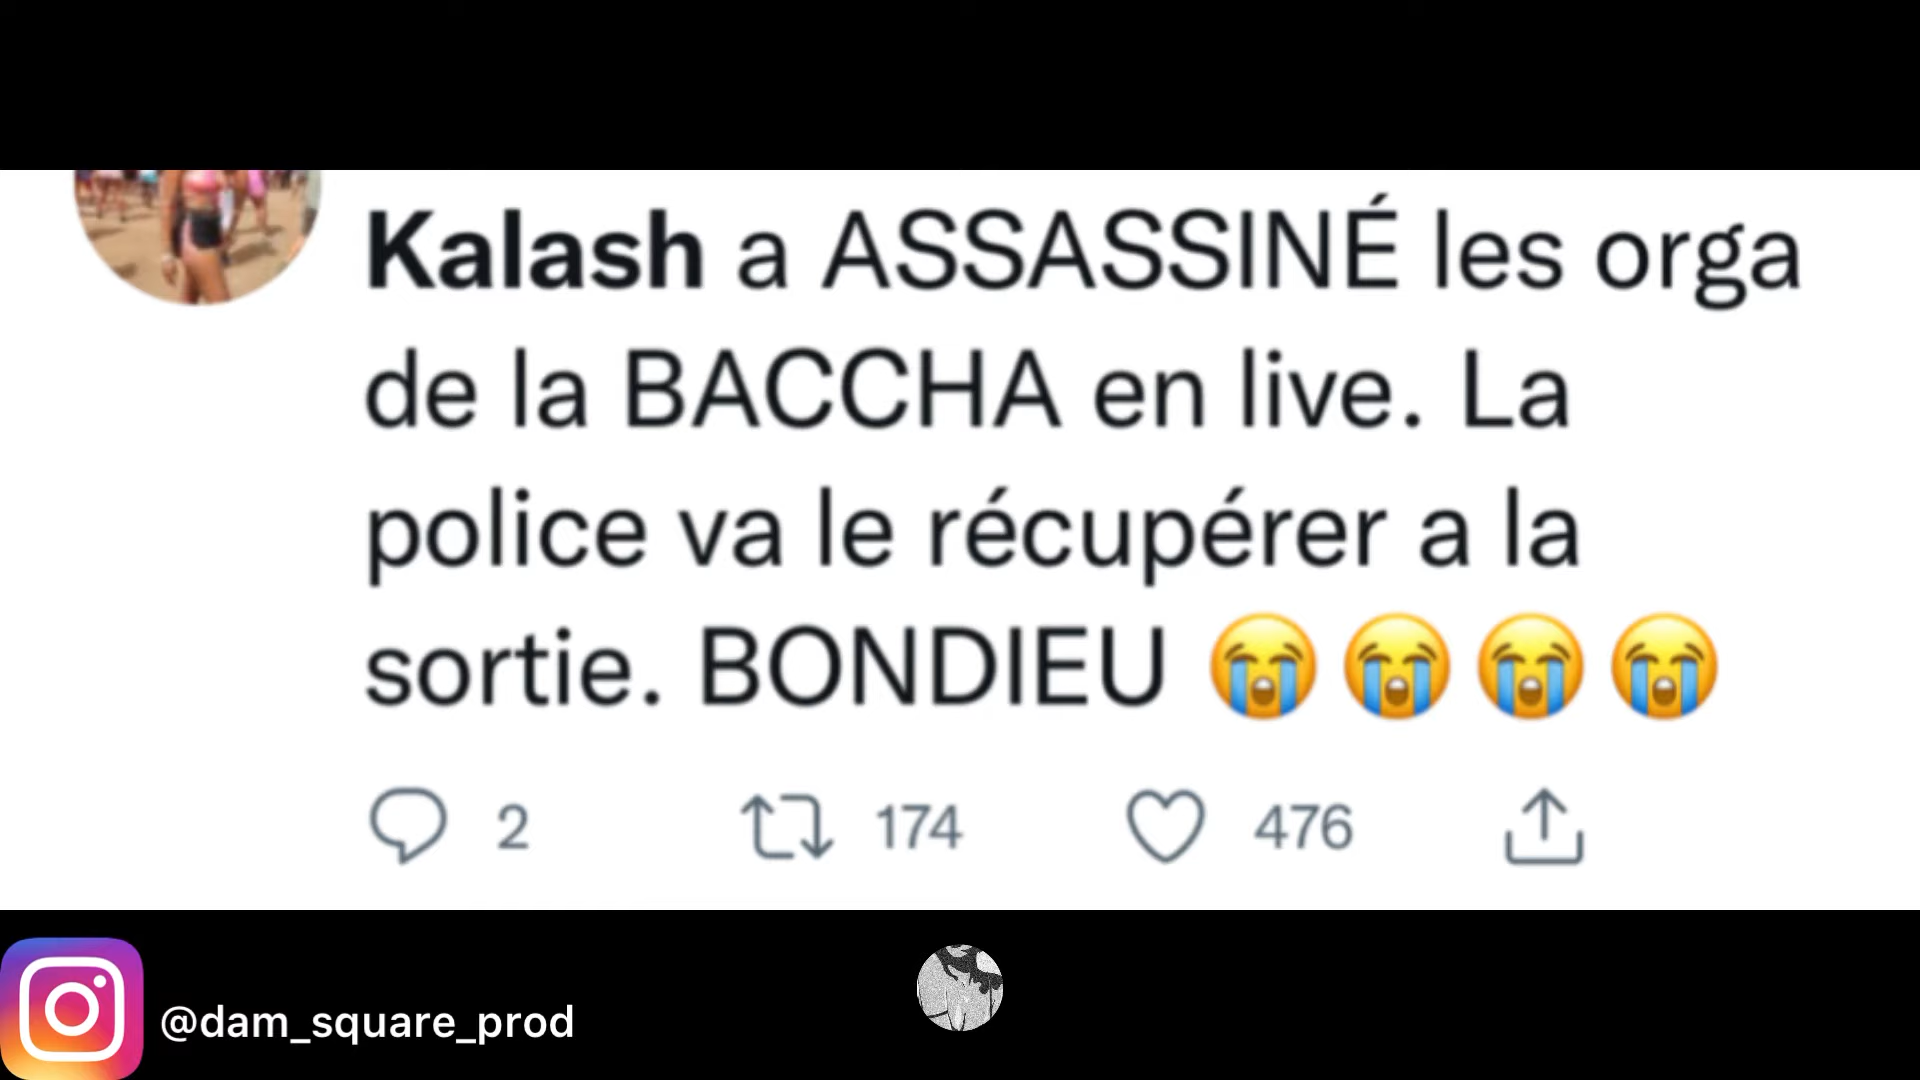 Kalash a ASSASSINÉ les orga
de la BACCHA en live. La
police va le récupérer a la
sortie. BONDIEU 😭😭😭😭
2 174 476
@dam_square_prod